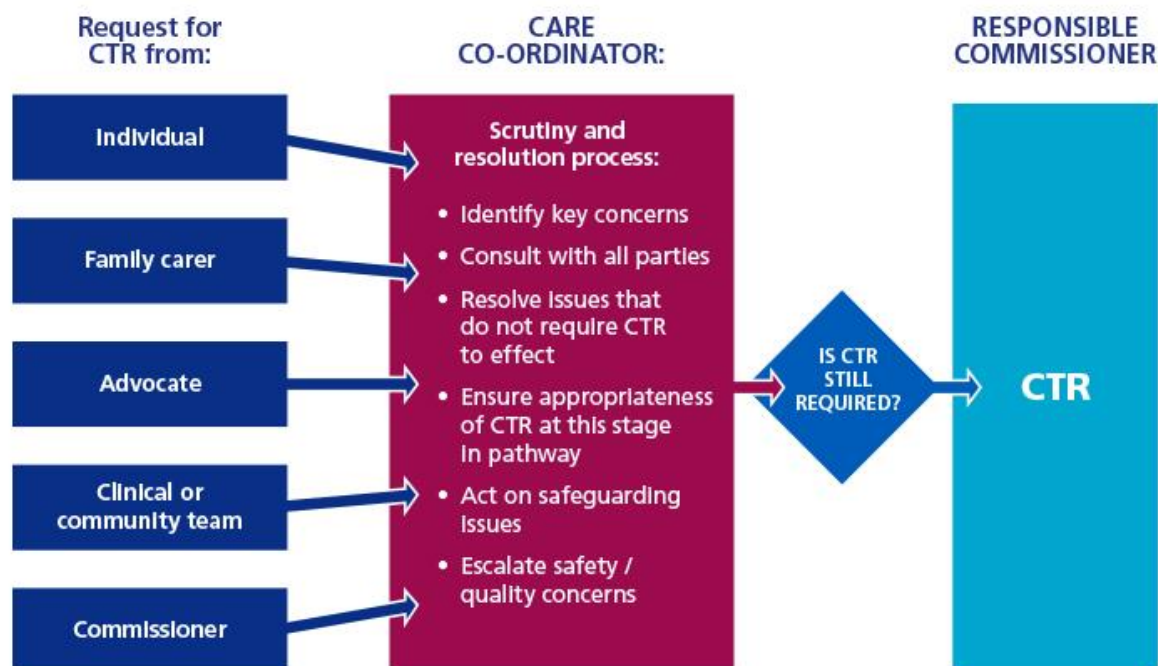 Request for
CTR from:
Individual
Family carer
Advocate
Clinical or
community team
Commissioner
CARE
CO-ORDINATOR:
Scrutiny and
resolution process:
• Identify key concerns
• Consult with all parties
• Resolve issues that
do not require CTR
to effect
• Ensure appropriateness
of CTR at this stage
in pathway
• Act on safeguarding
issues
• Escalate safety /
quality concerns
IS CTR
STILL
REQUIRED?
RESPONSIBLE
COMMISSIONER
CTR